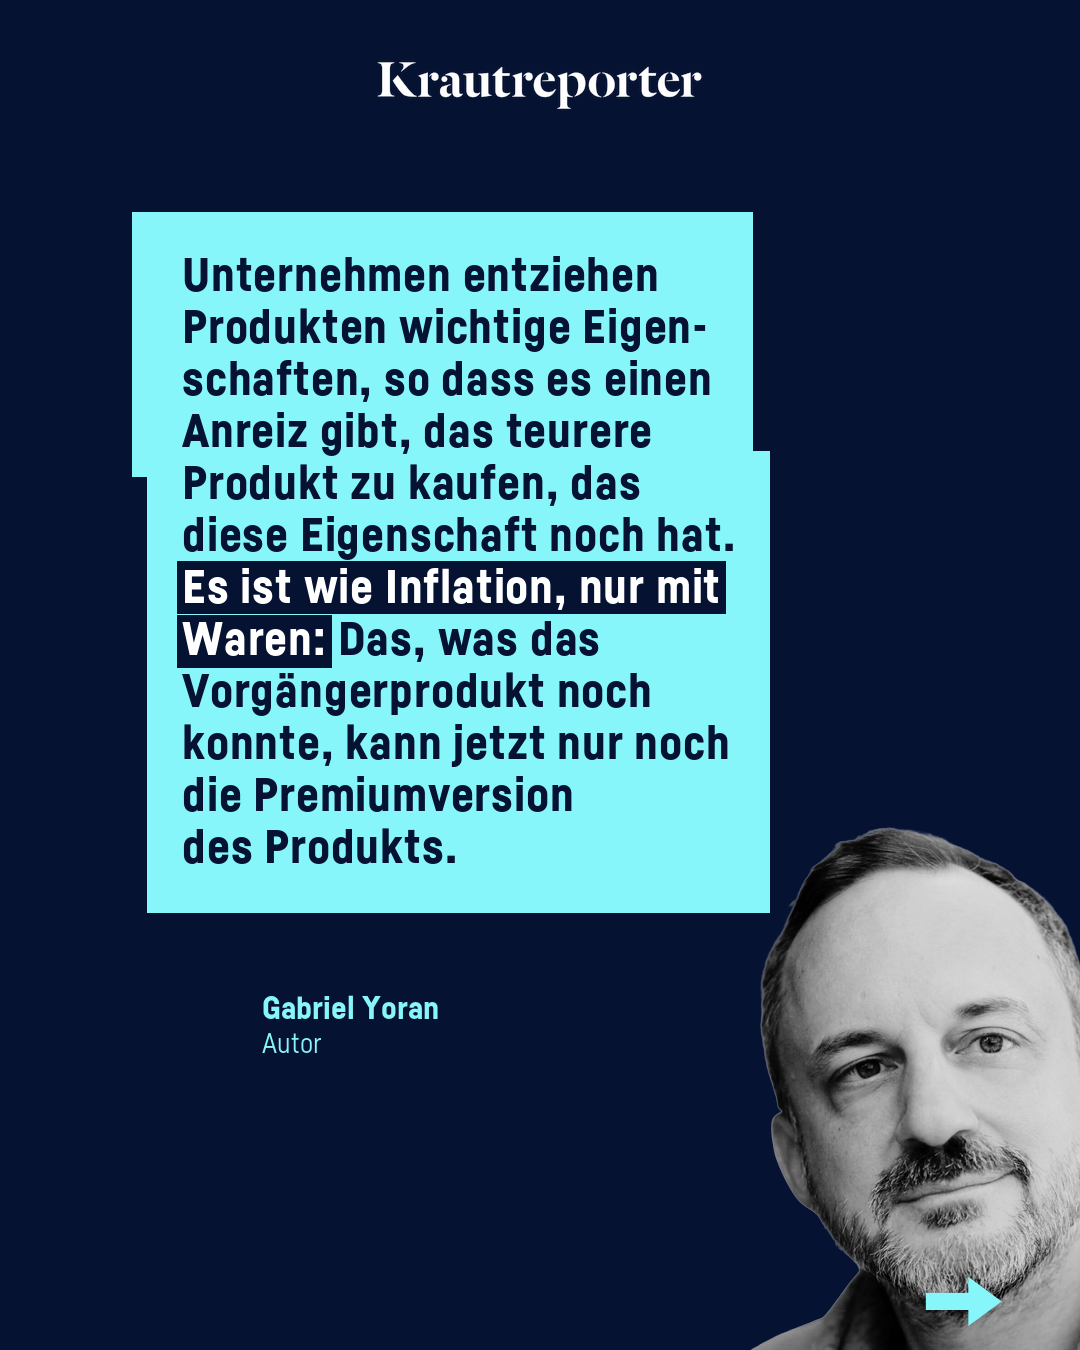 Krautreporter
Unternehmen entziehen
Produkten wichtige Eigen-
schaften, so dass es einen
Anreiz gibt, das teurere
Produkt zu kaufen, das
diese Eigenschaft noch hat.
Es ist wie Inflation, nur mit
Waren: Das, was das
Vorgängerprodukt noch
konnte, kann jetzt nur noch
die Premiumversion
des Produkts.
Gabriel Yoran
Autor